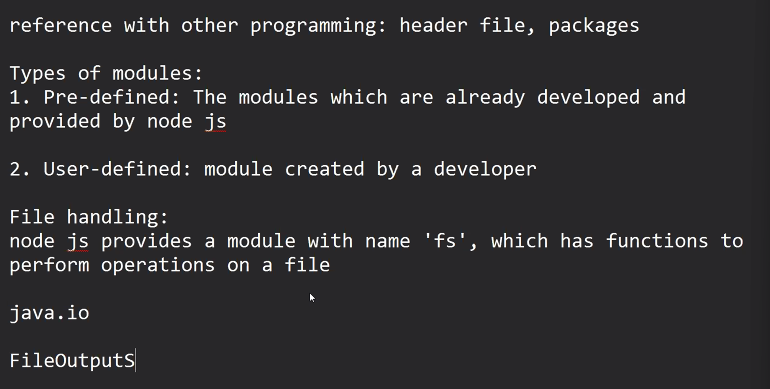 reference with other programming: header file, packages
Types of modules:
1. Pre-defined: The modules which are already developed and
provided by node js
2. User-defined: module created by a developer
File handling:
node js provides a module with name 'fs', which has functions to
perform operations on a file
java.io
FileOutputS